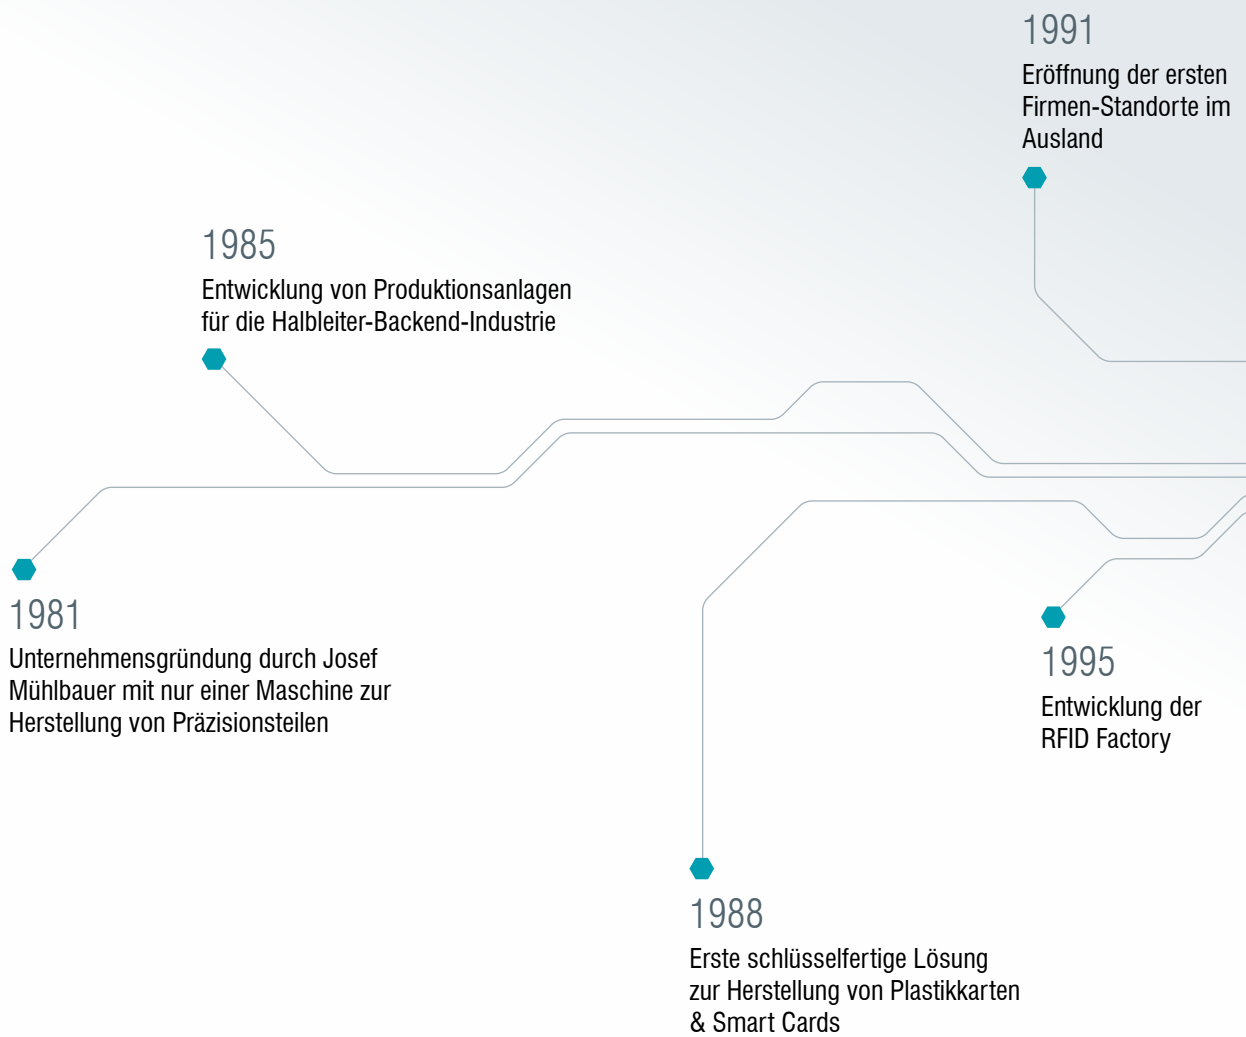 1981
Unternehmensgründung durch Josef
Mühlbauer mit nur einer Maschine zur
Herstellung von Präzisionsteilen
1985
Entwicklung von Produktionsanlagen
für die Halbleiter-Backend-Industrie
1988
Erste schlüsselfertige Lösung
zur Herstellung von Plastikkarten
& Smart Cards
1991
Eröffnung der ersten
Firmen-Standorte im
Ausland
1995
Entwicklung der
RFID Factory